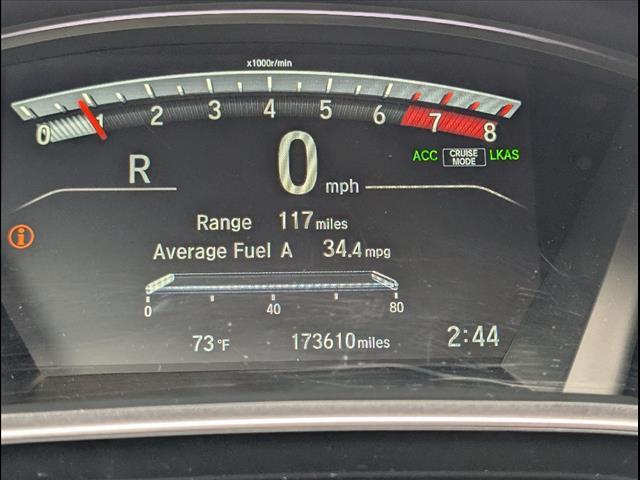 x1000r/min
0 1 2 3 4 5 6 7 8
R 0 mph
ACC CRUISE MODE LKAS
Range 117 miles
Average Fuel A 34.4 mpg
0 40 80
73°F 173610 miles 2:44